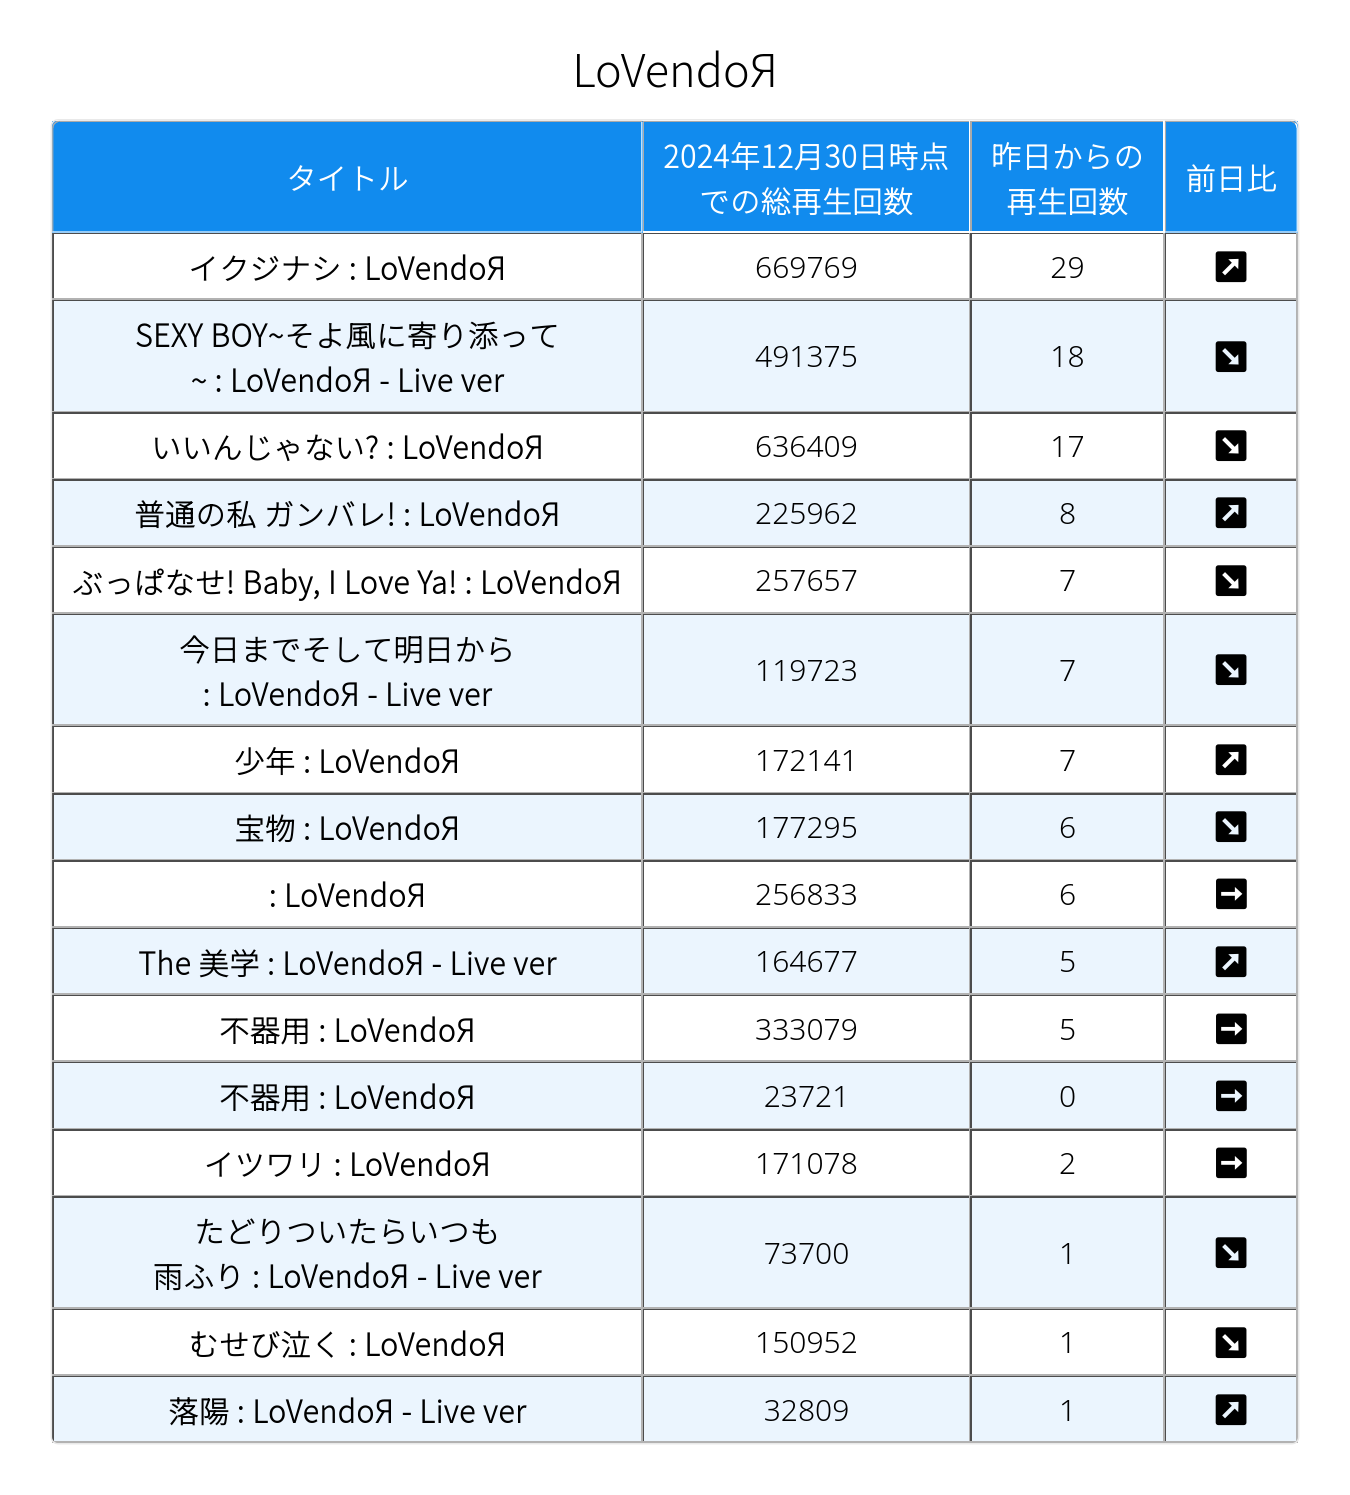 LoVendoЯ
タイトル
2024年12月30日時点
での総再生回数
昨日からの
再生回数
前日比
イクジナシ : LoVendoЯ
669769
29
↗
SEXY BOY~そよ風に寄り添って
~ : LoVendoЯ - Live ver
491375
18
↘
いいんじゃない? : LoVendoЯ
636409
17
↘
普通の私 ガンバレ! : LoVendoЯ
225962
8
↗
ぶっぱなせ! Baby, I Love Ya! : LoVendoЯ
257657
7
↘
今日までそして明日から
: LoVendoЯ - Live ver
119723
7
↘
少年 : LoVendoЯ
172141
7
↗
宝物 : LoVendoЯ
177295
6
↘
: LoVendoЯ
256833
6
→
The 美学 : LoVendoЯ - Live ver
164677
5
↗
不器用 : LoVendoЯ
333079
5
→
不器用 : LoVendoЯ
23721
0
→
イツワリ : LoVendoЯ
171078
2
→
たどりついたらいつも
雨ふり : LoVendoЯ - Live ver
73700
1
↘
むせび泣く : LoVendoЯ
150952
1
↘
落陽 : LoVendoЯ - Live ver
32809
1
↗